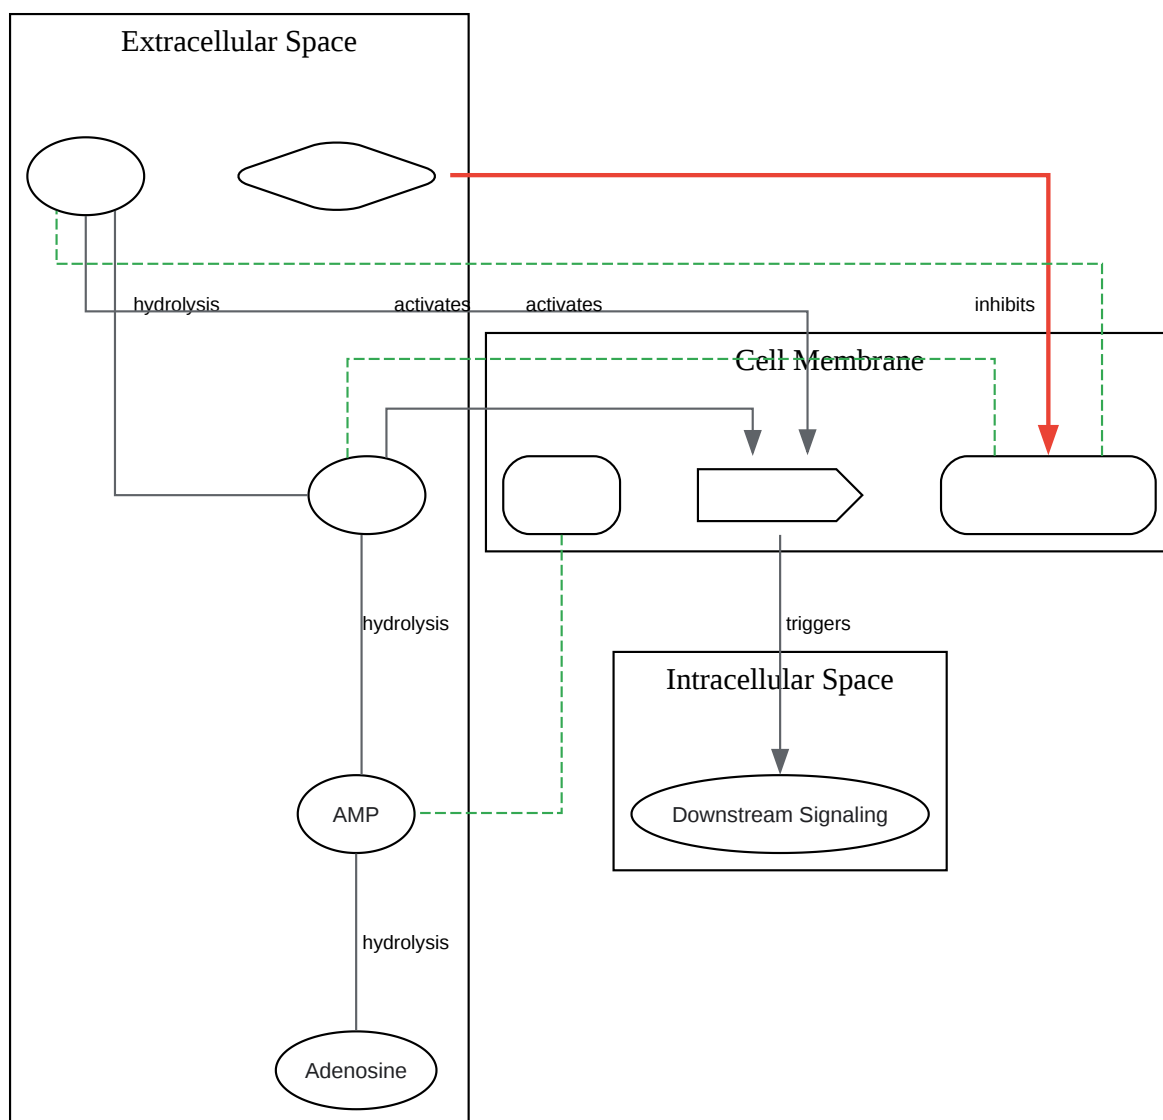 Extracellular Space
hydrolysis
activates
activates
inhibits
Cell Membrane
hydrolysis
triggers
Intracellular Space
AMP
Downstream Signaling
hydrolysis
Adenosine